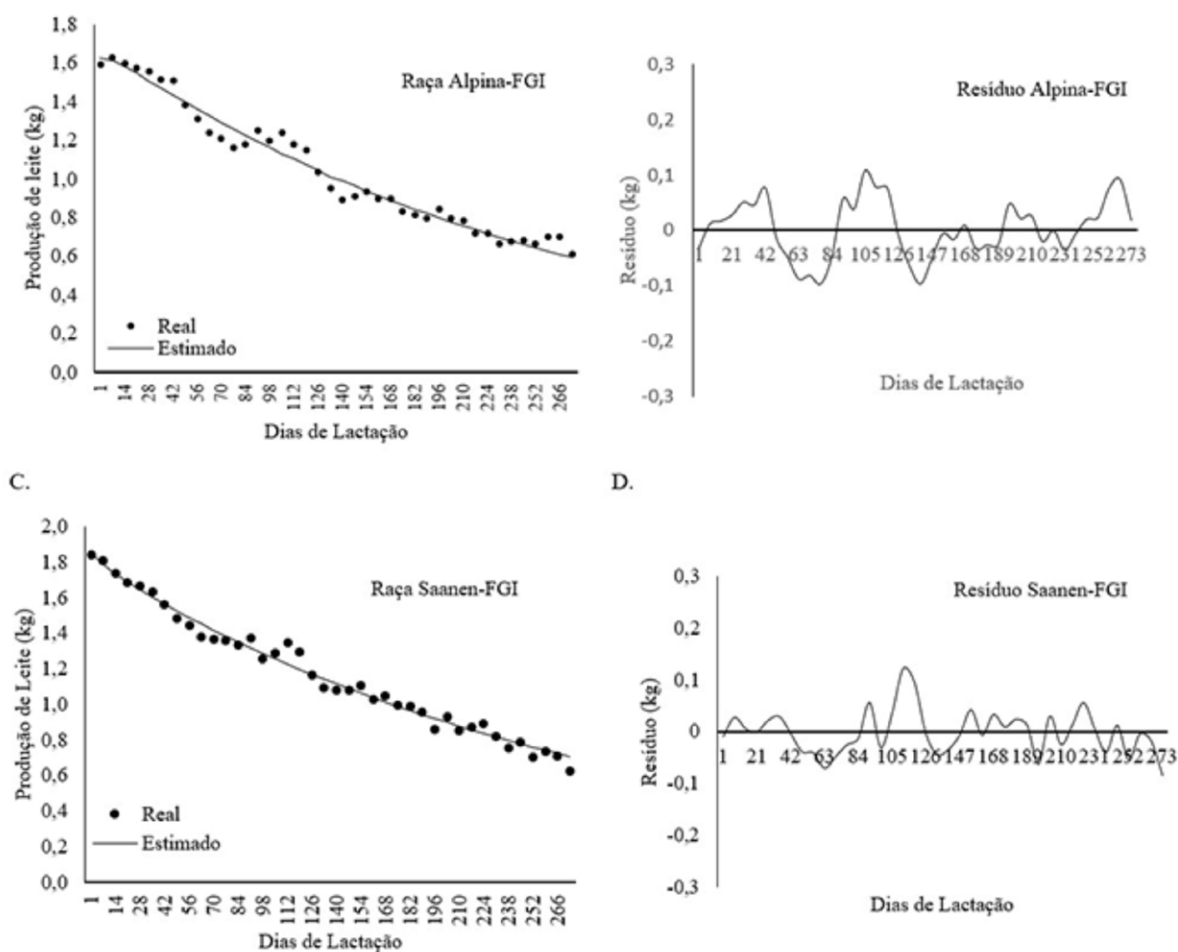 1,8
1,6
1,4
1,2
1,0
0,8
0,6
0,4
0,2
0,0
Produção de leite (kg)
Raça Alpina-FGI
Real
Estimado
1 14 28 42 56 70 84 98 112 126 140 154 168 182 196 210 224 238 252 266
Dias de Lactação
0,3
0,2
0,1
0
-0,1
-0,2
-0,3
Resíduo (kg)
Resíduo Alpina-FGI
1 21 42 63 84 105 126 147 168 189 210 231 252 273
Dias de Lactação
C.
2,0
1,8
1,6
1,4
1,2
1,0
0,8
0,6
0,4
0,2
0,0
Produção de Leite (kg)
Raça Saanen-FGI
Real
Estimado
1 14 28 42 56 70 84 98 112 126 140 154 168 182 196 210 224 238 252 266
Dias de Lactação
D.
0,3
0,2
0,1
0
-0,1
-0,2
-0,3
Resíduo (kg)
Resíduo Saanen-FGI
1 21 42 63 84 105 126 147 168 189 210 231 252 273
Dias de Lactação